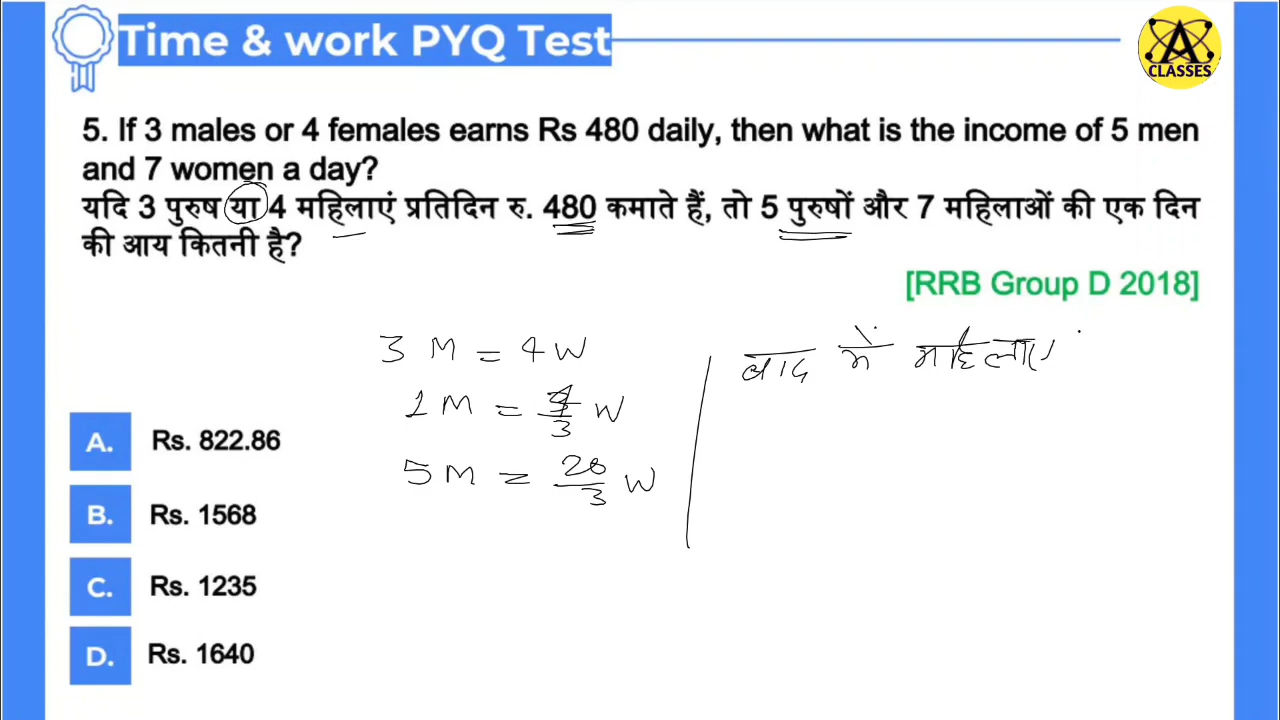 Time & work PYQ Test
A
CLASSES
5. If 3 males or 4 females earns Rs 480 daily, then what is the income of 5 men
and 7 women a day?
यदि 3 पुरुष या 4 महिलाएं प्रतिदिन रु. 480 कमाते हैं, तो 5 पुरुषों और 7 महिलाओं की एक दिन
की आय कितनी है?
[RRB Group D 2018]
3 M = 4 W
1 M = 4/3 W
5 M = 20/3 W
बाद में महिलाएं
A. Rs. 822.86
B. Rs. 1568
C. Rs. 1235
D. Rs. 1640